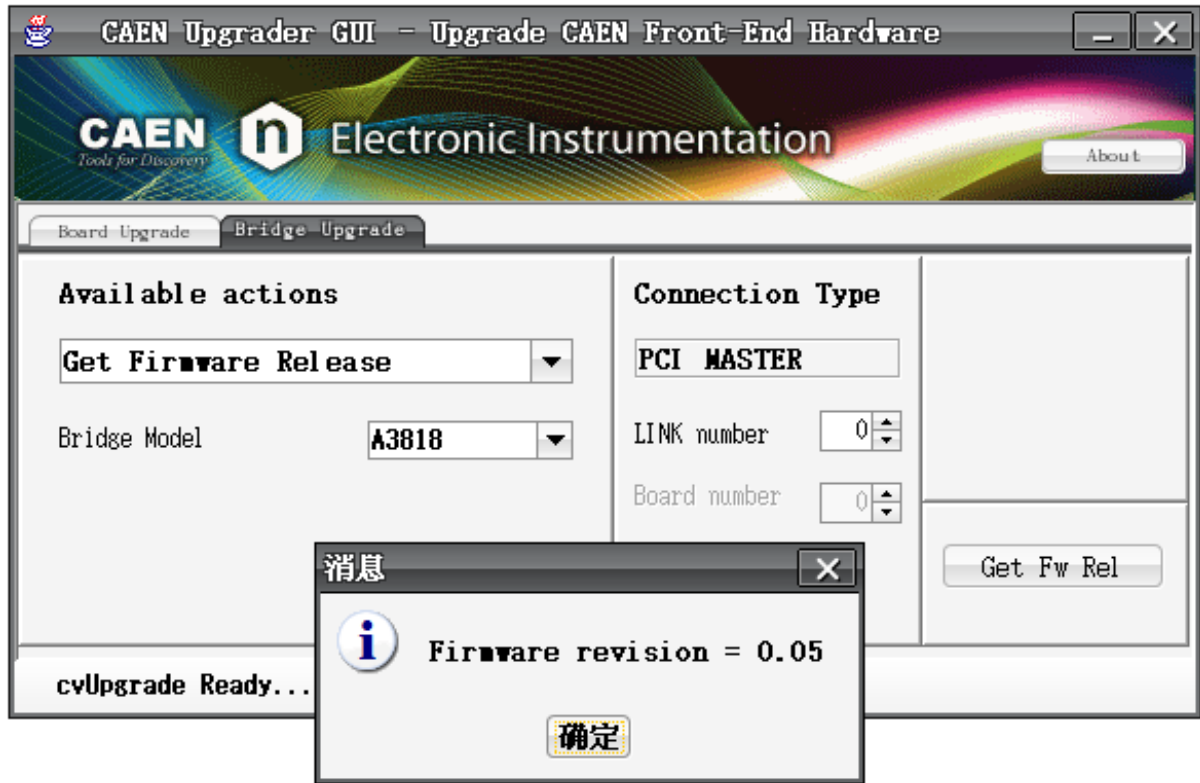 CAEN Upgrader GUI - Upgrade CAEN Front-End Hardware
CAEN n Electronic Instrumentation
Tools for Discovery
About
Board Upgrade
Bridge Upgrade
Available actions
Connection Type
Get Firmware Release
PCI MASTER
Bridge Model
A3818
LINK number
0
Board number
0
Get Fw Rel
消息
Firmware revision = 0.05
cvUpgrade Ready...
确定